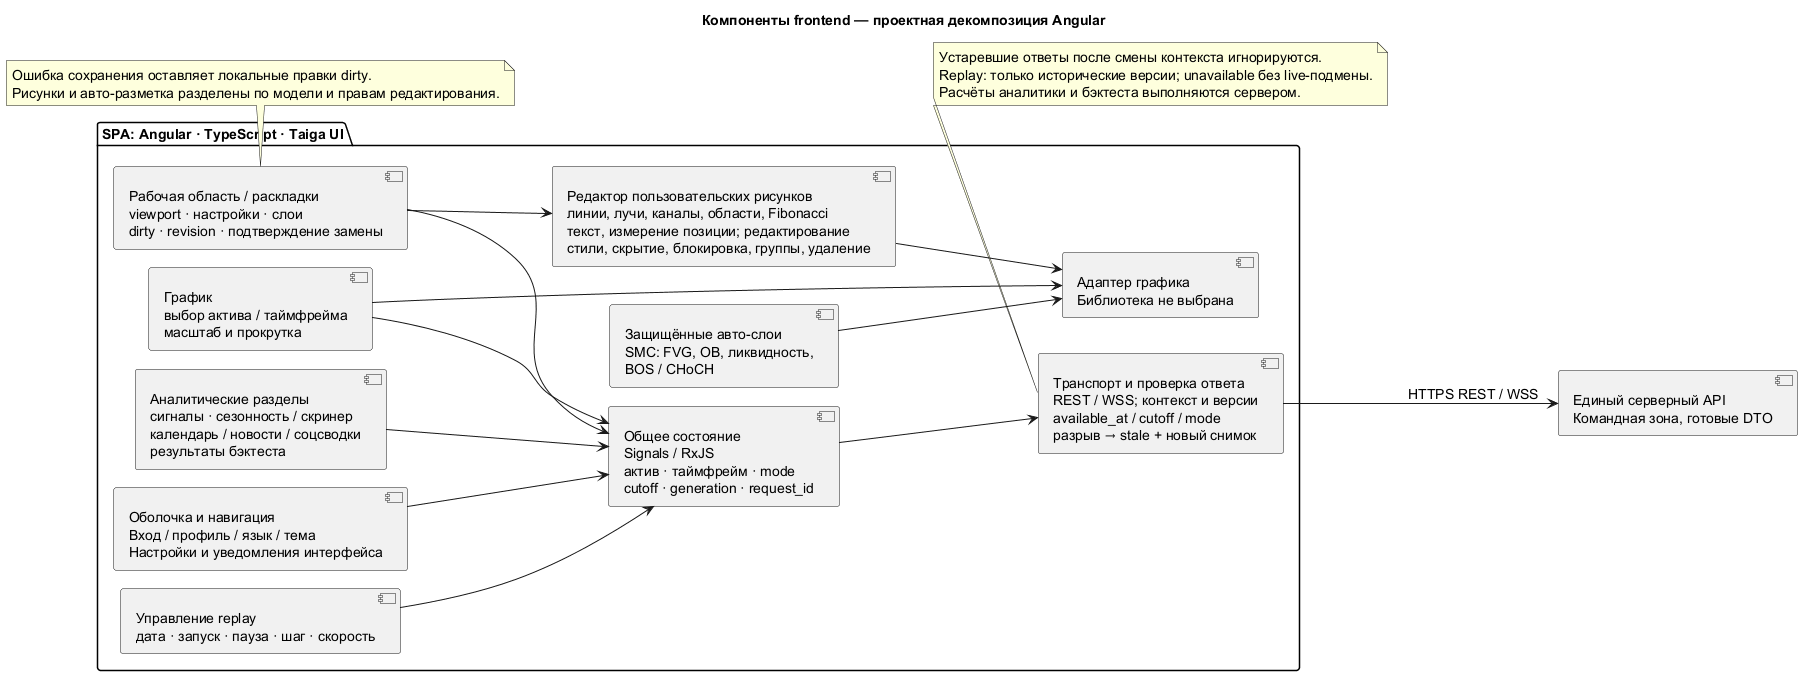 Компоненты frontend — проектная декомпозиция Angular
Ошибка сохранения оставляет локальные правки dirty.
Рисунки и авто-разметка разделены по модели и правам редактирования.
Устаревшие ответы после смены контекста игнорируются.
Replay: только исторические версии; unavailable без live-подмены.
Расчёты аналитики и бэктеста выполняются сервером.
SPA: Angular · TypeScript · Taiga UI
Рабочая область / раскладки
viewport · настройки · слои
dirty · revision · подтверждение замены
График
выбор актива / таймфрейма
масштаб и прокрутка
Аналитические разделы
сигналы · сезонность / скринер
календарь / новости / соцсводки
результаты бэктеста
Оболочка и навигация
Вход / профиль / язык / тема
Настройки и уведомления интерфейса
Управление replay
дата · запуск · пауза · шаг · скорость
Редактор пользовательских рисунков
линии, лучи, каналы, области, Fibonacci
текст, измерение позиции; редактирование
стили, скрытие, блокировка, группы, удаление
Защищённые авто-слои
SMC: FVG, OB, ликвидность,
BOS / CHoCH
Общее состояние
Signals / RxJS
актив · таймфрейм · mode
cutoff · generation · request_id
Адаптер графика
Библиотека не выбрана
Транспорт и проверка ответа
REST / WSS; контекст и версии
available_at / cutoff / mode
разрыв → stale + новый снимок
HTTPS REST / WSS
Единый серверный API
Командная зона, готовые DTO